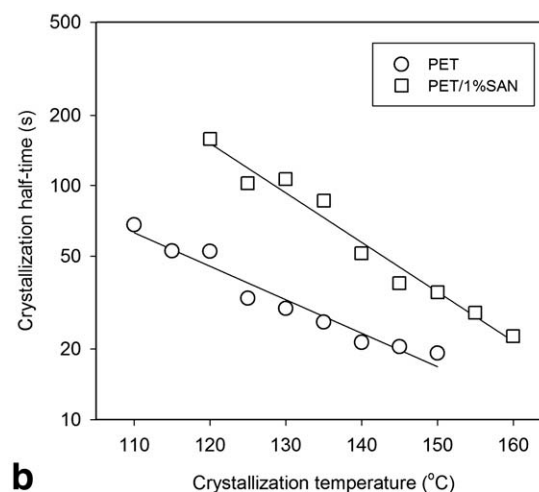 500
200
100
50
20
10
Crystallization half-time (s)
PET
PET/1%SAN
110 120 130 140 150 160
b
Crystallization temperature (°C)